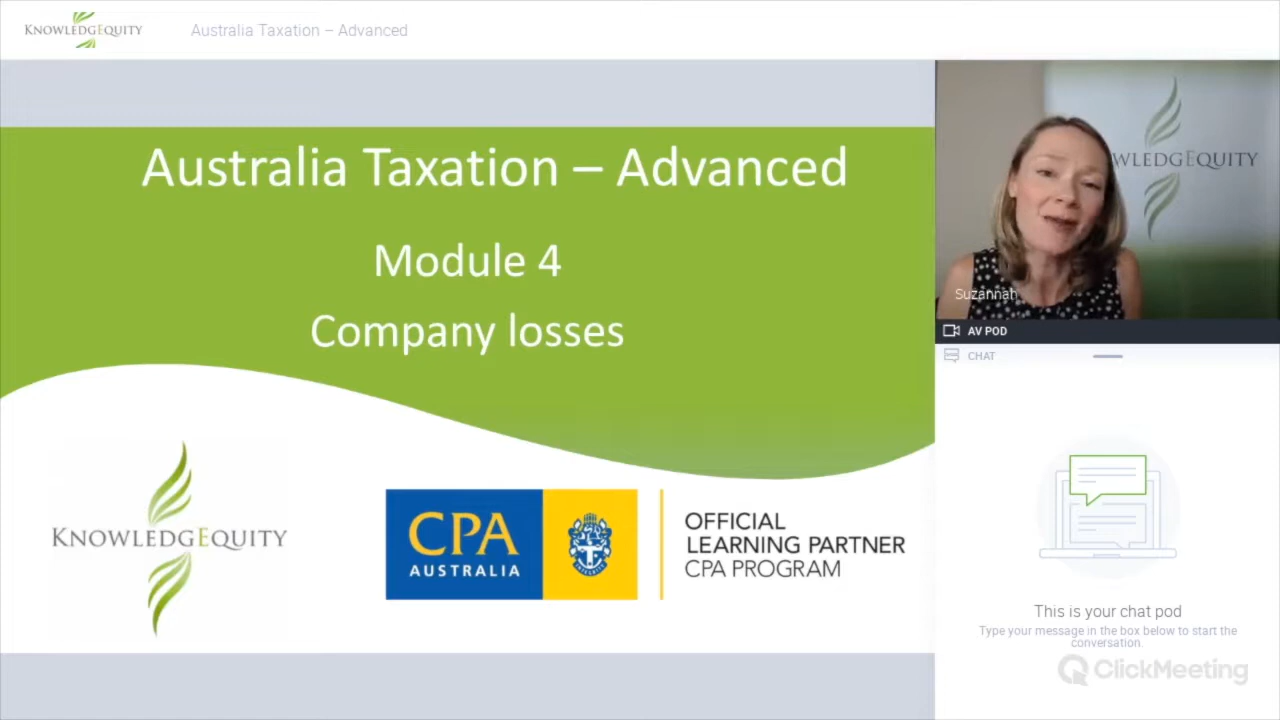 KNOWLEDGEQUITY
Australia Taxation – Advanced
Australia Taxation – Advanced
Module 4
Company losses
KNOWLEDGEQUITY
CPA
AUSTRALIA
INTEGRITY
OFFICIAL
LEARNING PARTNER
CPA PROGRAM
WLEDGEQUITY
Suzannah
AV POD
CHAT
This is your chat pod
Type your message in the box below to start the
conversation.
ClickMeeting